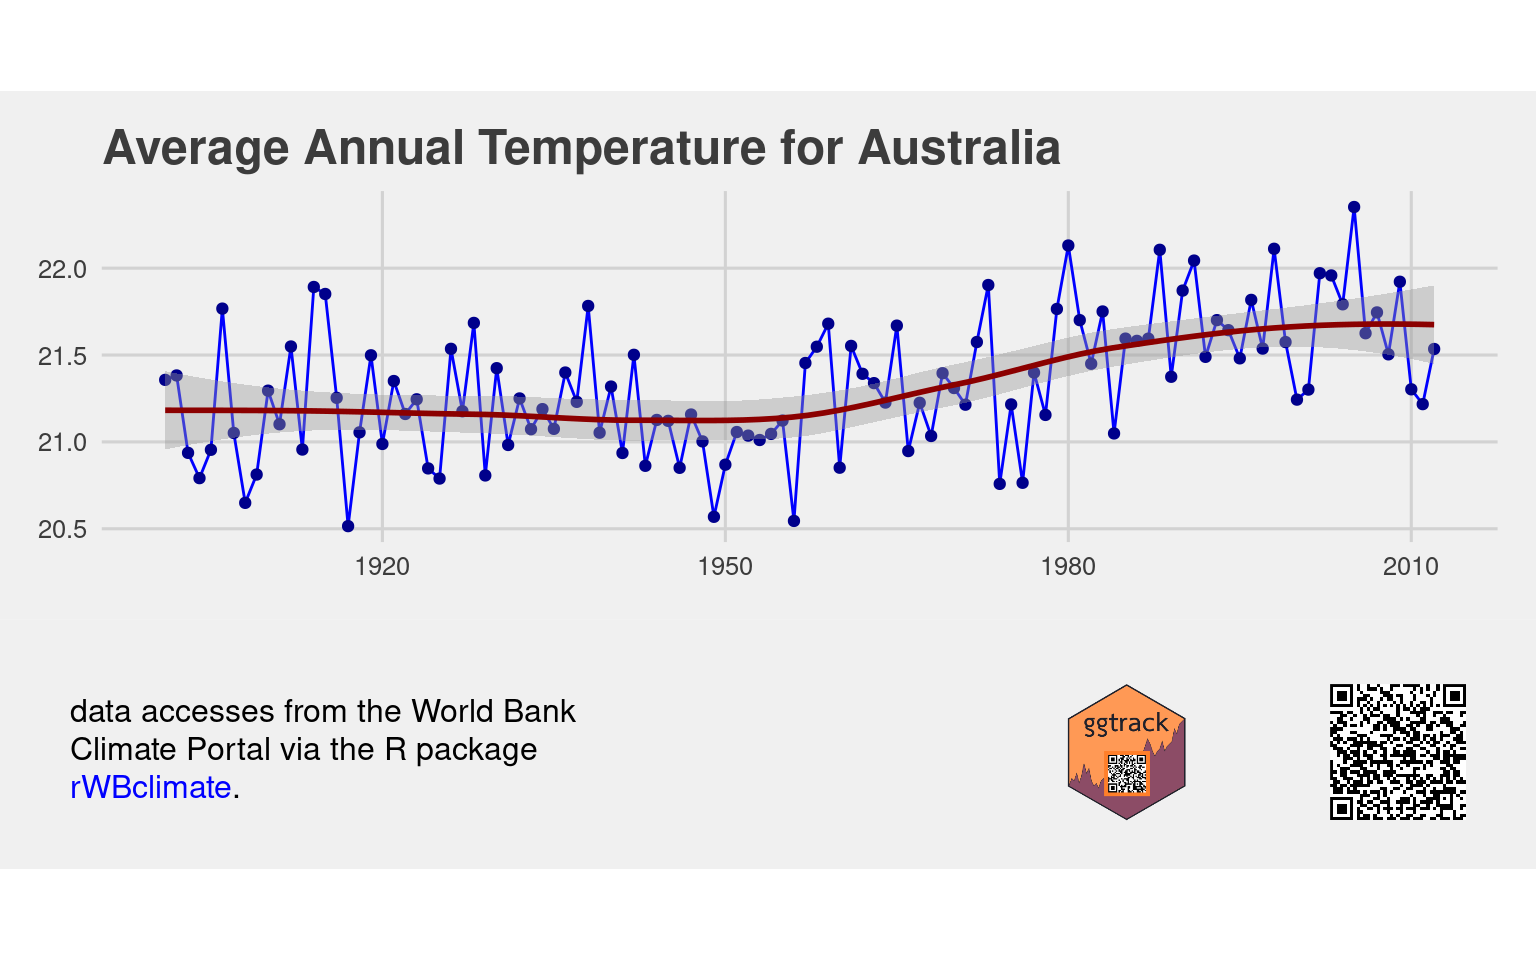 Average Annual Temperature for Australia
22.0
21.5
21.0
20.5
1920
1950
1980
2010
data accesses from the World Bank
Climate Portal via the R package
rWBclimate.
ggtrack